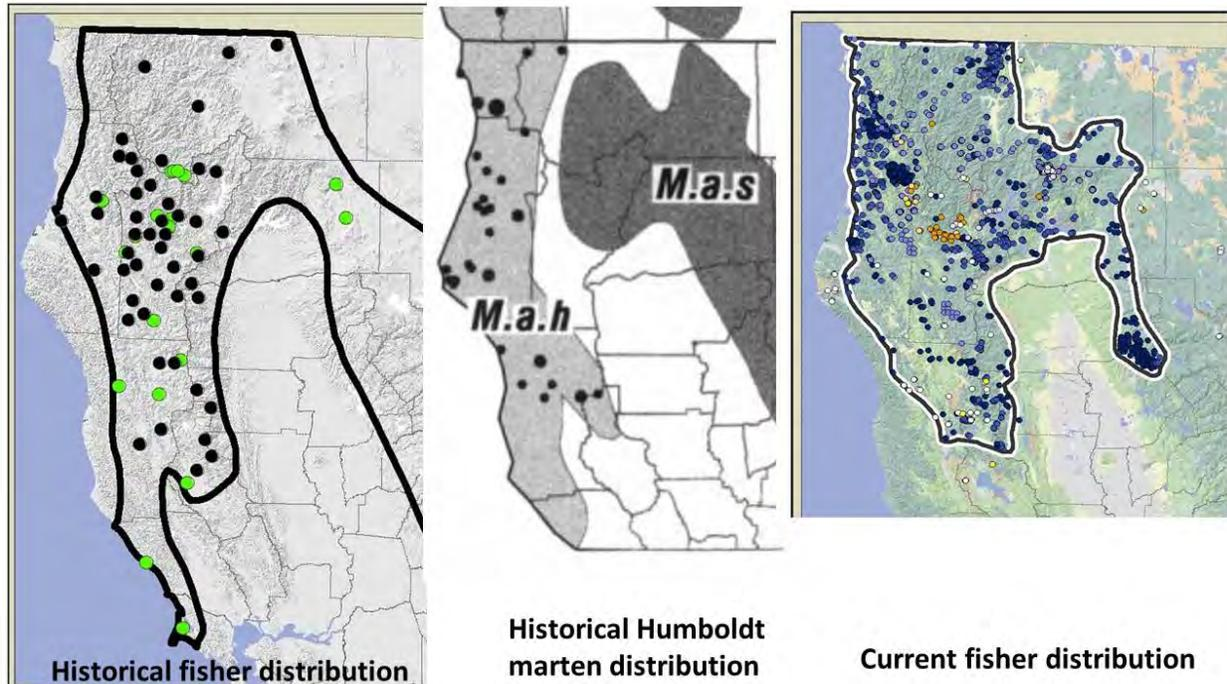 M.a.s
M.a.h
Historical fisher distribution
Historical Humboldt
marten distribution
Current fisher distribution